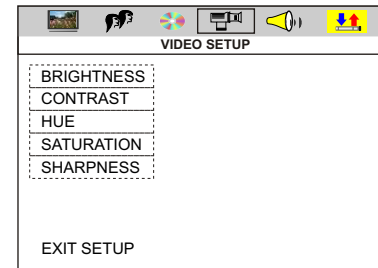 VIDEO SETUP
BRIGHTNESS
CONTRAST
HUE
SATURATION
SHARPNESS
EXIT SETUP